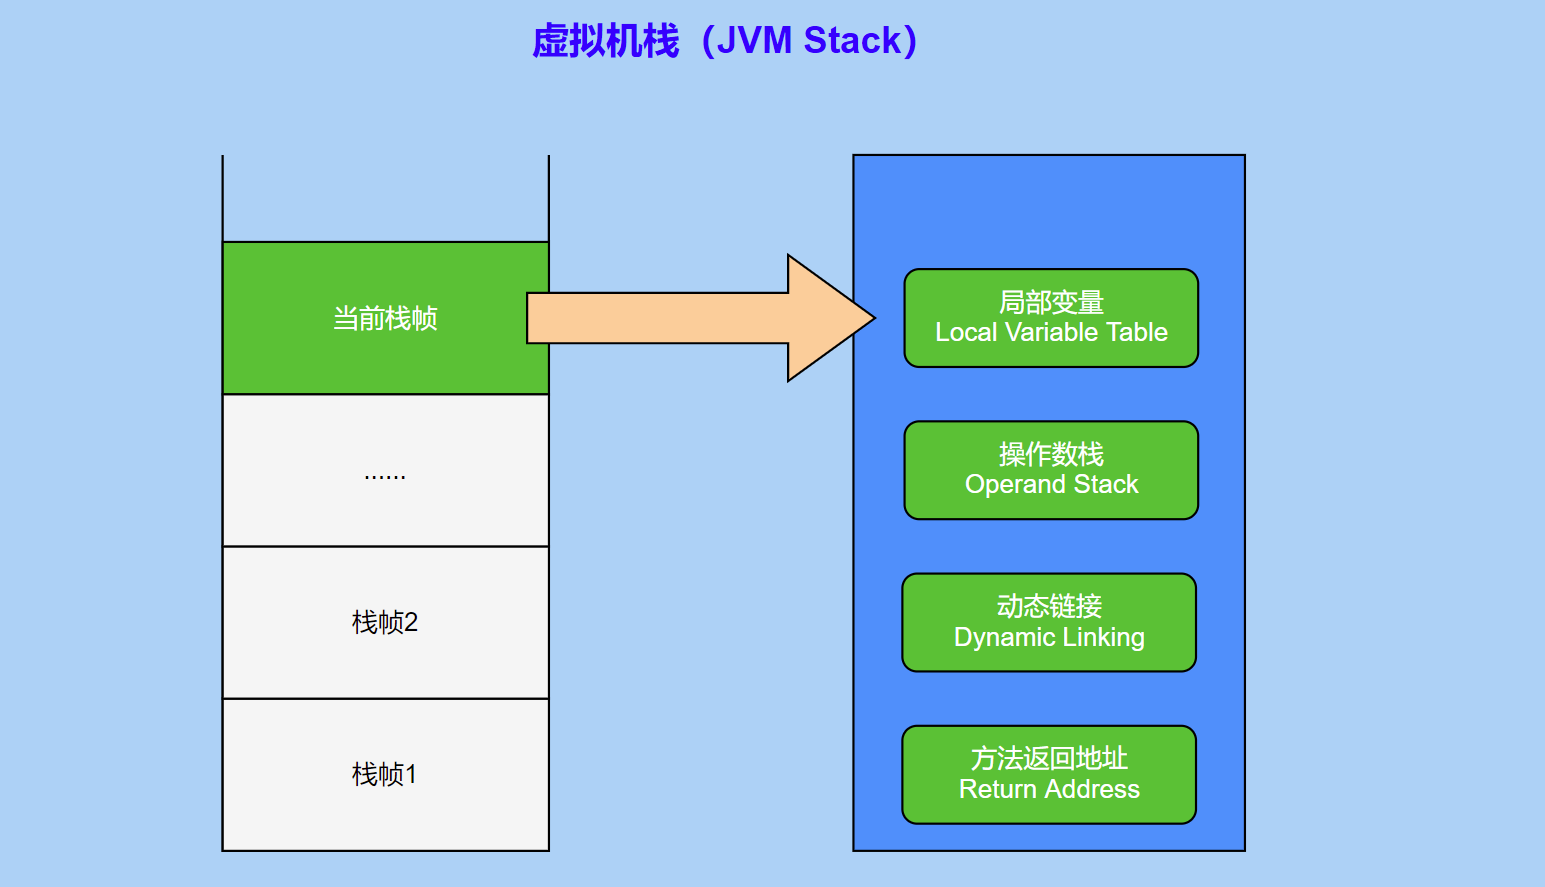 虚拟机栈（JVM Stack）
当前栈帧
......
栈帧2
栈帧1
局部变量
Local Variable Table
操作数栈
Operand Stack
动态链接
Dynamic Linking
方法返回地址
Return Address